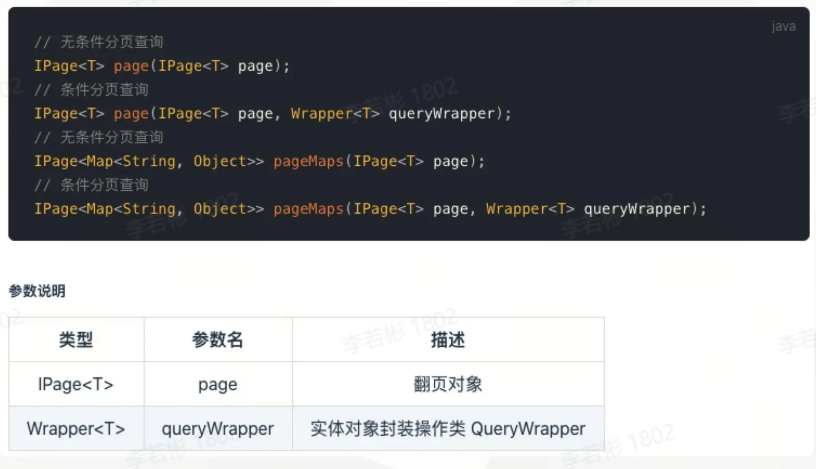 java
// 无条件分页查询
IPage<T> page(IPage<T> page);
// 条件分页查询
IPage<T> page(IPage<T> page, Wrapper<T> queryWrapper);
// 无条件分页查询
IPage<Map<String, Object>> pageMaps(IPage<T> page);
// 条件分页查询
IPage<Map<String, Object>> pageMaps(IPage<T> page, Wrapper<T> queryWrapper);
参数说明
类型 参数名 描述
IPage<T> page 翻页对象
Wrapper<T> queryWrapper 实体对象封装操作类 QueryWrapper
李若彬 1802